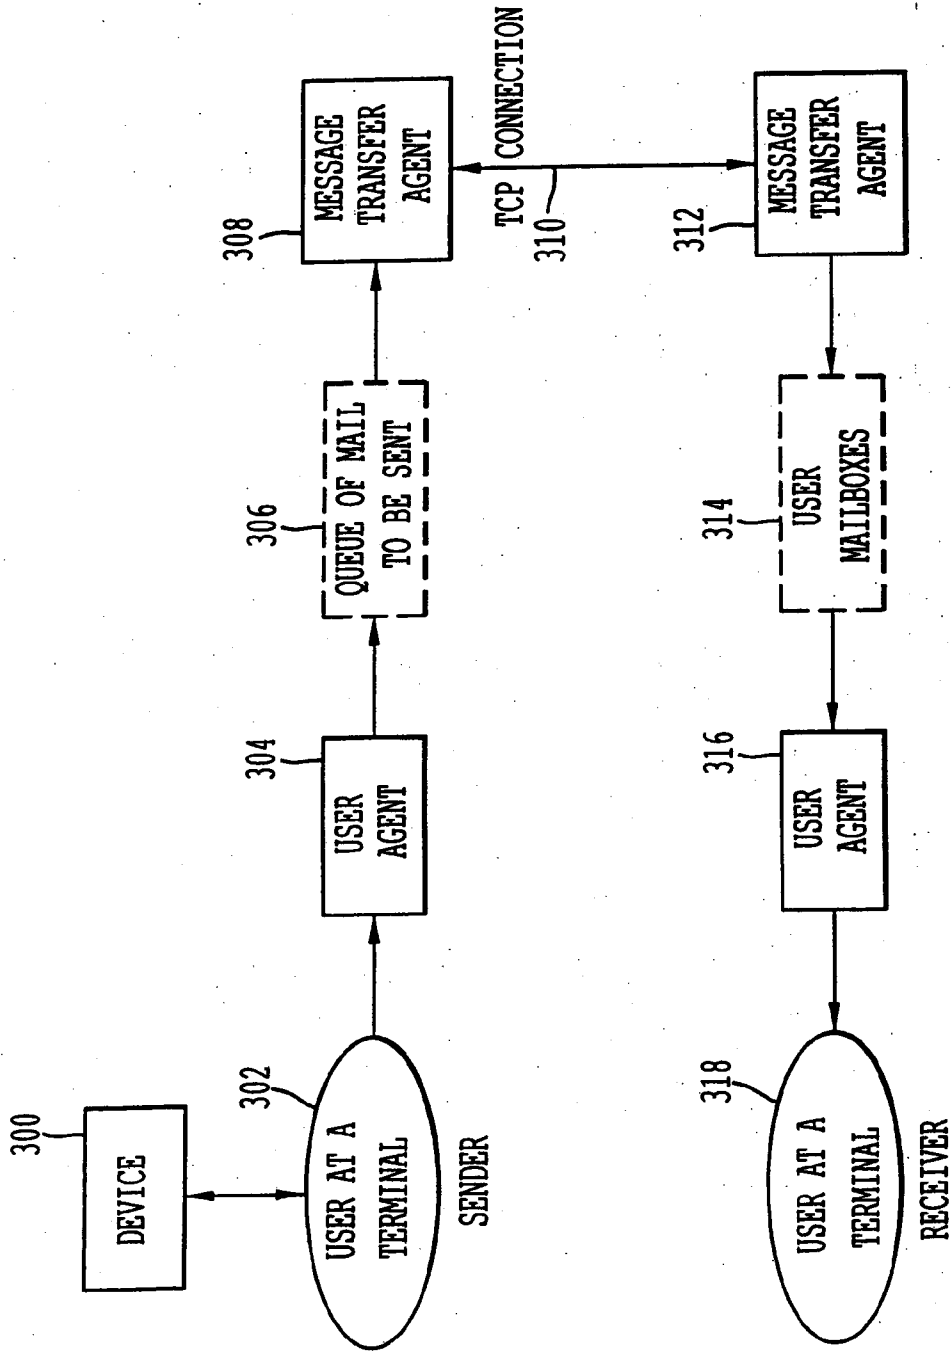 300
DEVICE
302
USER AT A
TERMINAL
SENDER
304
USER
AGENT
306
QUEUE OF MAIL
TO BE SENT
308
MESSAGE
TRANSFER
AGENT
TCP CONNECTION
310
312
MESSAGE
TRANSFER
AGENT
314
USER
MAILBOXES
316
USER
AGENT
318
USER AT A
TERMINAL
RECEIVER